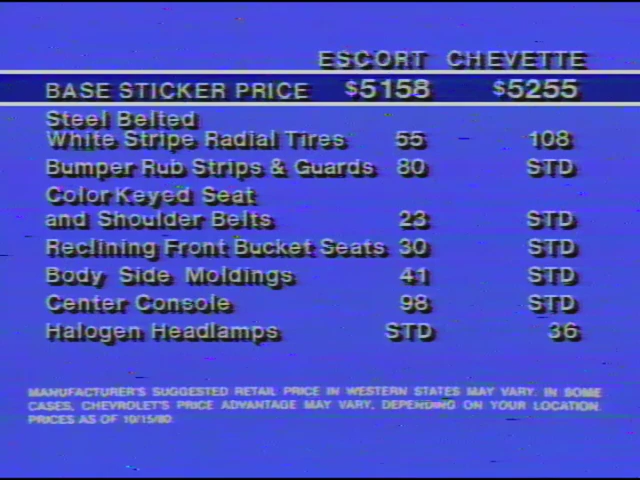 ESCORT CHEVETTE
BASE STICKER PRICE $5158 $5255
Steel Belted
White Stripe Radial Tires 55 108
Bumper Rub Strips & Guards 80 STD
Color Keyed Seat
and Shoulder Belts 23 STD
Reclining Front Bucket Seats 30 STD
Body Side Moldings 41 STD
Center Console 98 STD
Halogen Headlamps STD 36
MANUFACTURER'S SUGGESTED RETAIL PRICE IN WESTERN STATES MAY VARY. IN SOME
CASES, CHEVROLET'S PRICE ADVANTAGE MAY VARY, DEPENDING ON YOUR LOCATION.
PRICES AS OF 10/15/80.